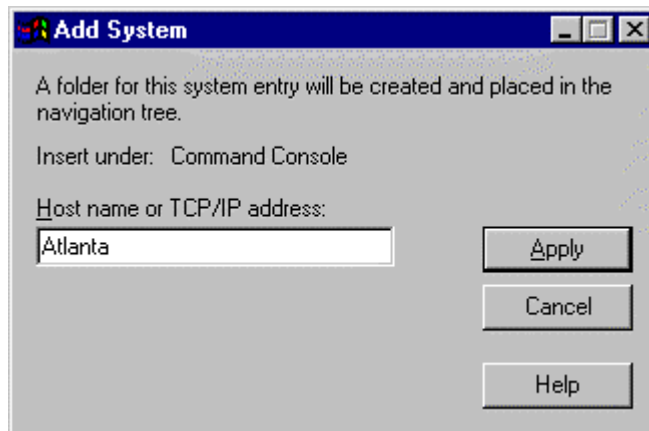 Add System
A folder for this system entry will be created and placed in the
navigation tree.
Insert under: Command Console
Host name or TCP/IP address:
Atlanta
Apply
Cancel
Help